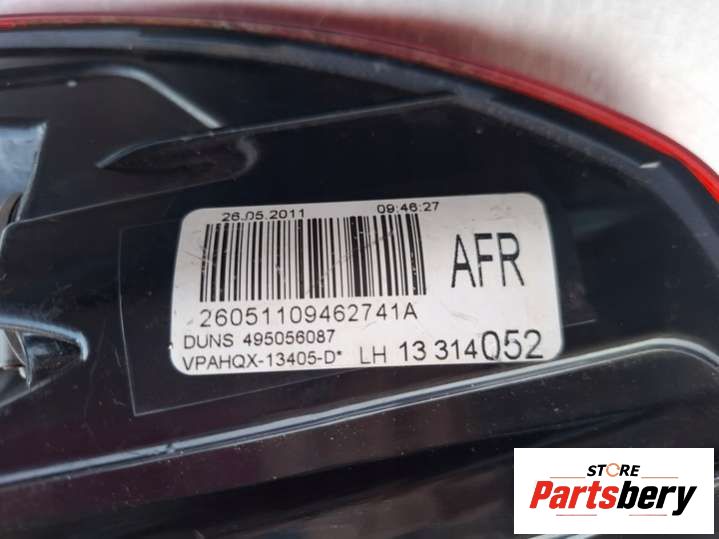 26.05.2011 09:46:27
AFR
26051109462741A
DUNS 495056087
VPAHQX-13405-D* LH 13 314052
STORE
Partsbery